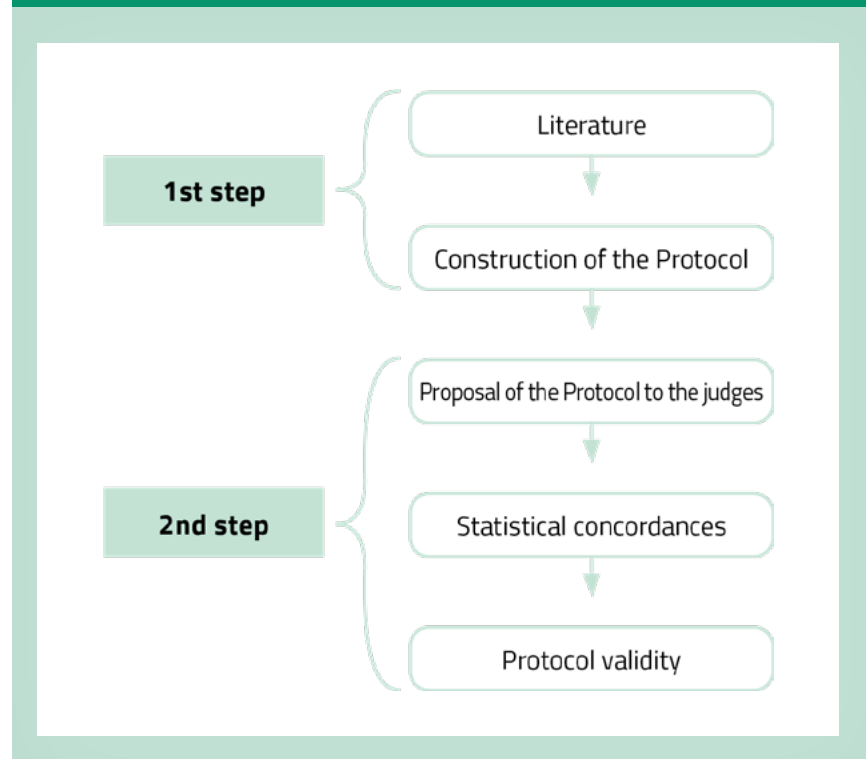 Literature
1st step
Construction of the Protocol
Proposal of the Protocol to the judges
2nd step
Statistical concordances
Protocol validity